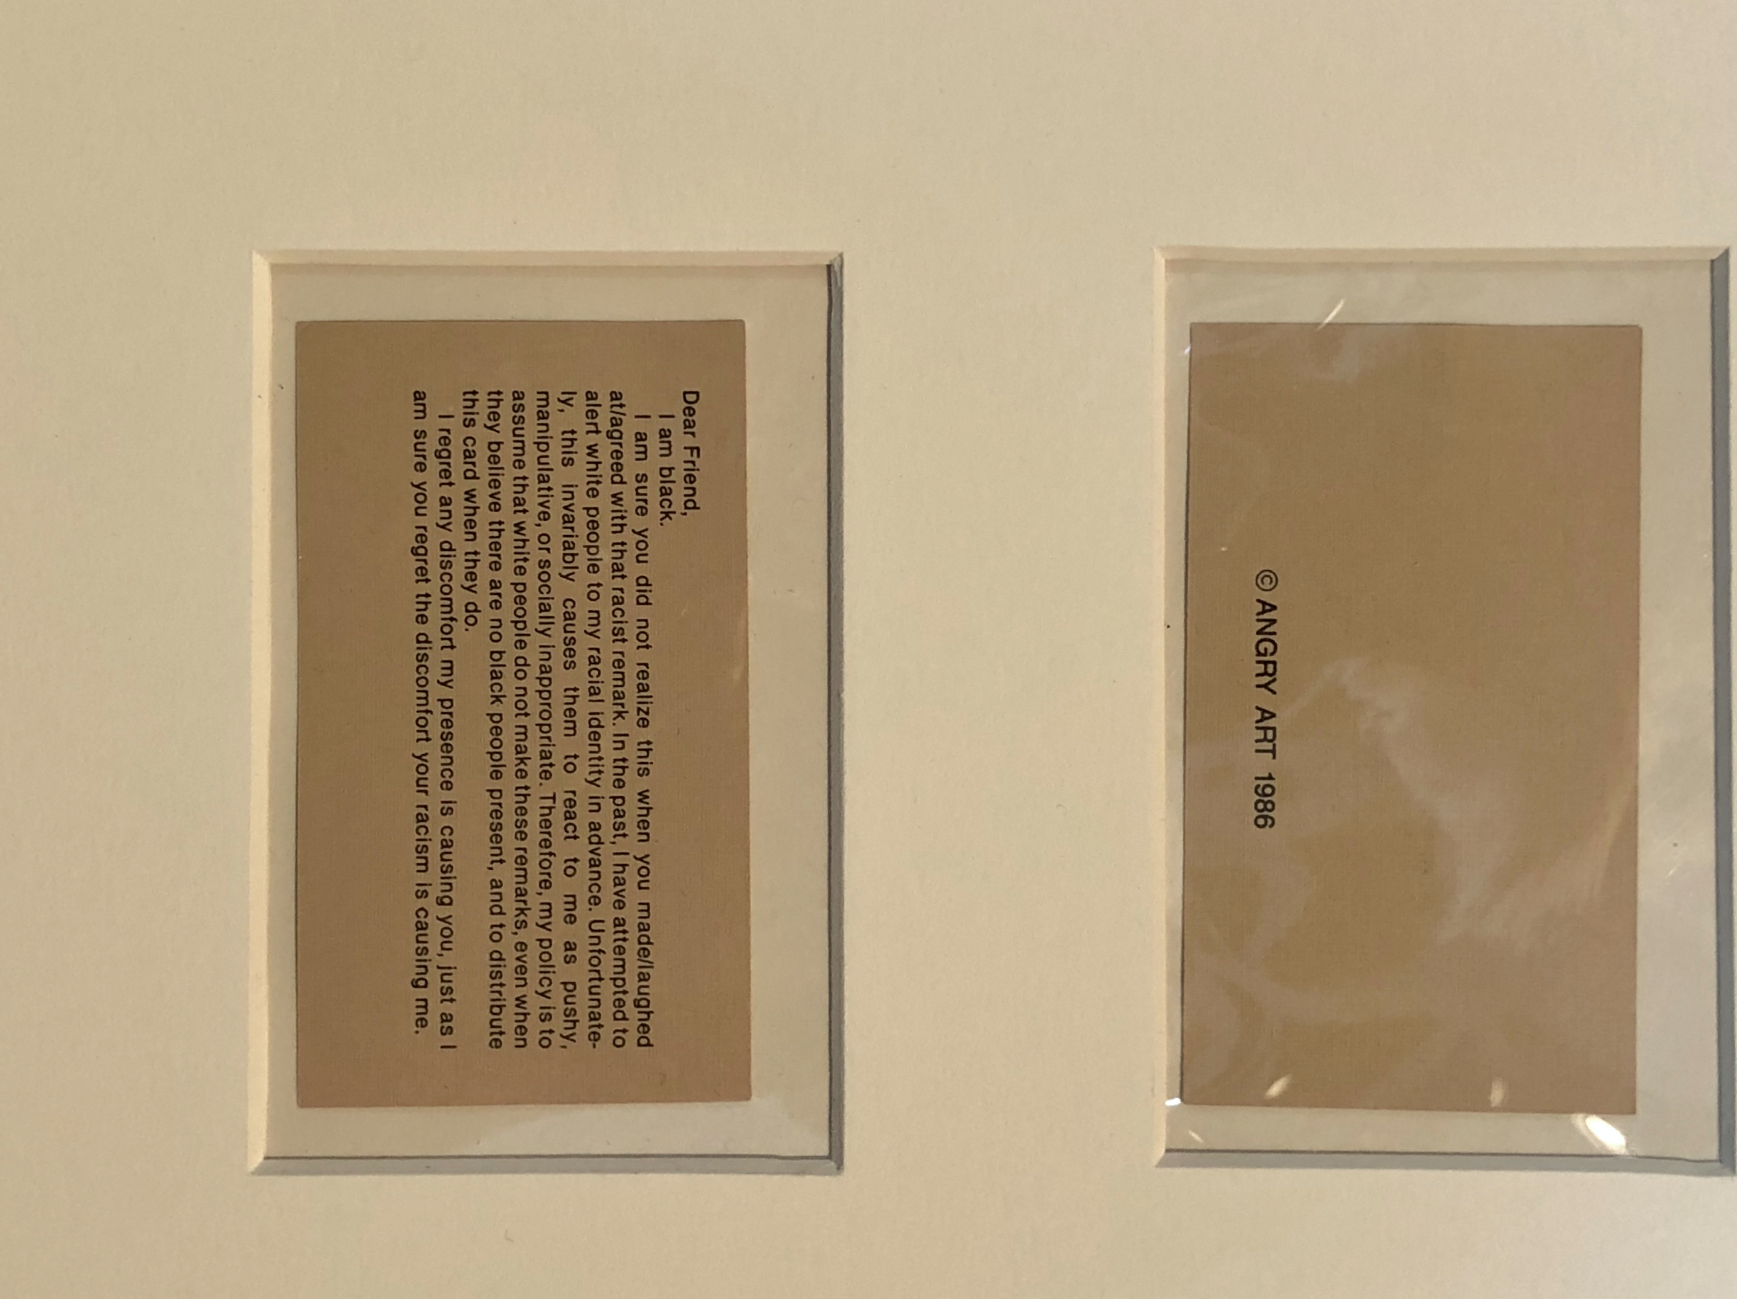 Dear Friend,
I am black.
I am sure you did not realize this when you made/laughed
at/agreed with that racist remark. In the past, I have attempted to
alert white people to my racial identity in advance. Unfortunate-
ly, this invariably causes them to react to me as pushy,
manipulative, or socially inappropriate. Therefore, my policy is to
assume that white people do not make these remarks, even when
they believe there are no black people present, and to distribute
this card when they do.
I regret any discomfort my presence is causing you, just as I
am sure you regret the discomfort your racism is causing me.
© ANGRY ART 1986